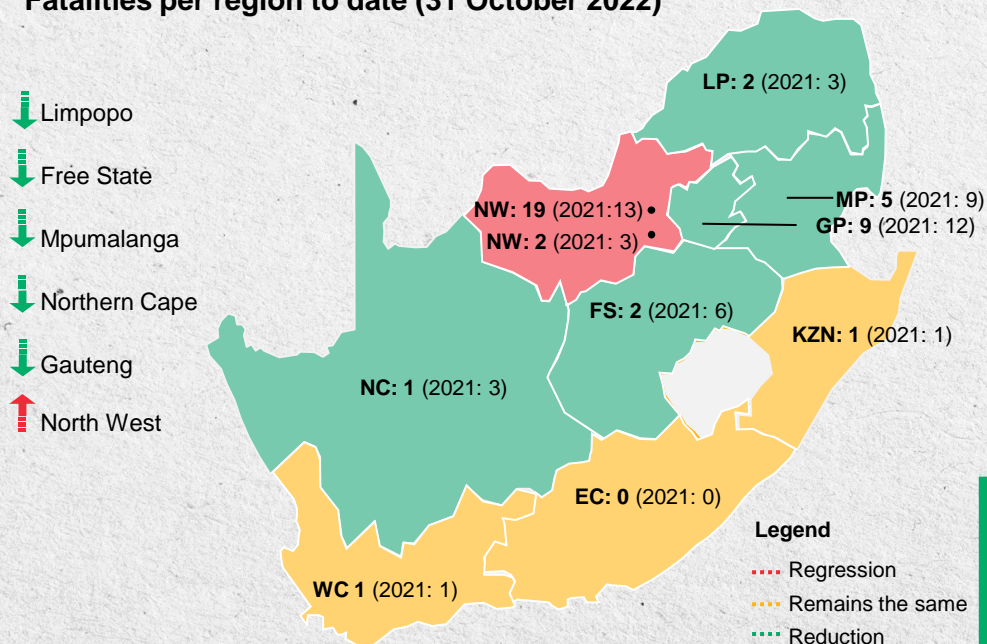 Fatalities per region to date (31 October 2022)
Limpopo
Free State
Mpumalanga
Northern Cape
Gauteng
North West
LP: 2 (2021: 3)
NW: 19 (2021:13)
NW: 2 (2021: 3)
MP: 5 (2021: 9)
GP: 9 (2021: 12)
FS: 2 (2021: 6)
KZN: 1 (2021: 1)
NC: 1 (2021: 3)
EC: 0 (2021: 0)
WC 1 (2021: 1)
Legend
Regression
Remains the same
Reduction